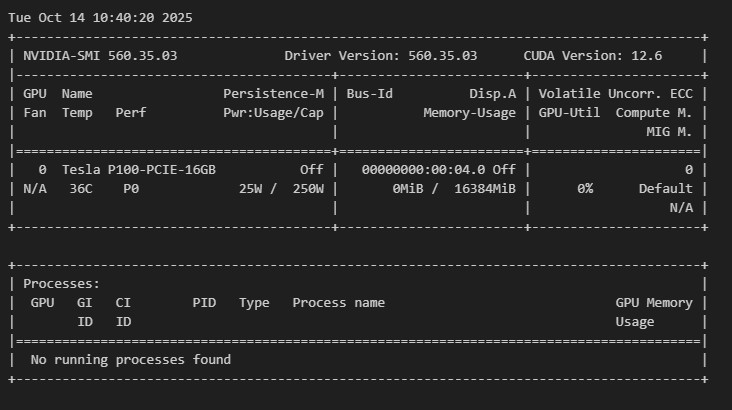 Tue Oct 14 10:40:20 2025
+-----------------------------------------------------------------------------------------+
| NVIDIA-SMI 560.35.03              Driver Version: 560.35.03      CUDA Version: 12.6     |
|-----------------------------------------+------------------------+----------------------+
| GPU  Name                 Persistence-M | Bus-Id          Disp.A | Volatile Uncorr. ECC |
| Fan  Temp   Perf          Pwr:Usage/Cap |           Memory-Usage | GPU-Util  Compute M. |
|                                         |                        |               MIG M. |
|=========================================+========================+======================|
|   0  Tesla P100-PCIE-16GB           Off |   00000000:00:04.0 Off |                    0 |
| N/A   36C    P0             25W /  250W |       0MiB /  16384MiB |      0%      Default |
|                                         |                        |                  N/A |
+-----------------------------------------+------------------------+----------------------+
+-----------------------------------------------------------------------------------------+
| Processes:                                                                              |
|  GPU   GI   CI        PID   Type   Process name                              GPU Memory |
|        ID   ID                                                               Usage      |
|=========================================================================================|
|  No running processes found                                                             |
+-----------------------------------------------------------------------------------------+